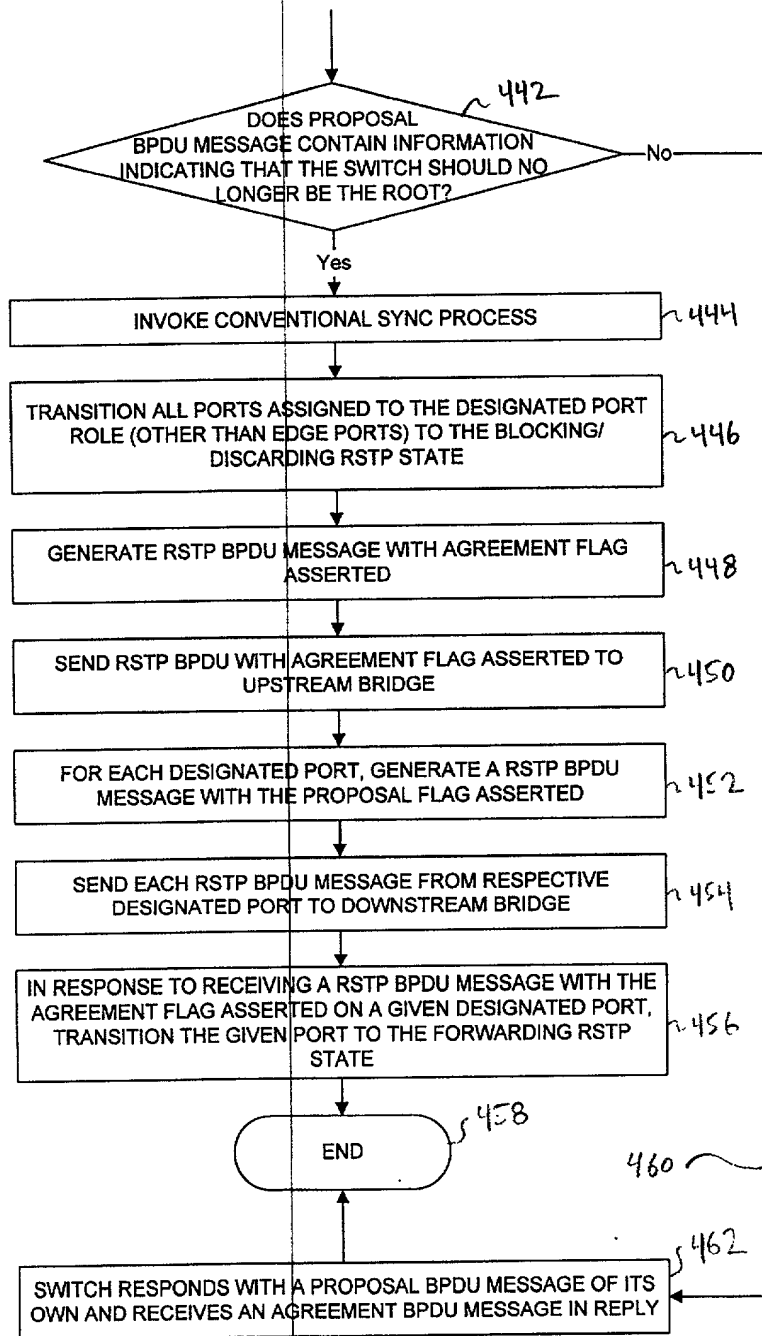 442
DOES PROPOSAL
BPDU MESSAGE CONTAIN INFORMATION
INDICATING THAT THE SWITCH SHOULD NO
LONGER BE THE ROOT?
No
Yes
INVOKE CONVENTIONAL SYNC PROCESS
444
TRANSITION ALL PORTS ASSIGNED TO THE DESIGNATED PORT
ROLE (OTHER THAN EDGE PORTS) TO THE BLOCKING/
DISCARDING RSTP STATE
446
GENERATE RSTP BPDU MESSAGE WITH AGREEMENT FLAG
ASSERTED
448
SEND RSTP BPDU WITH AGREEMENT FLAG ASSERTED TO
UPSTREAM BRIDGE
450
FOR EACH DESIGNATED PORT, GENERATE A RSTP BPDU
MESSAGE WITH THE PROPOSAL FLAG ASSERTED
452
SEND EACH RSTP BPDU MESSAGE FROM RESPECTIVE
DESIGNATED PORT TO DOWNSTREAM BRIDGE
454
IN RESPONSE TO RECEIVING A RSTP BPDU MESSAGE WITH THE
AGREEMENT FLAG ASSERTED ON A GIVEN DESIGNATED PORT,
TRANSITION THE GIVEN PORT TO THE FORWARDING RSTP
STATE
456
END
458
460
462
SWITCH RESPONDS WITH A PROPOSAL BPDU MESSAGE OF ITS
OWN AND RECEIVES AN AGREEMENT BPDU MESSAGE IN REPLY